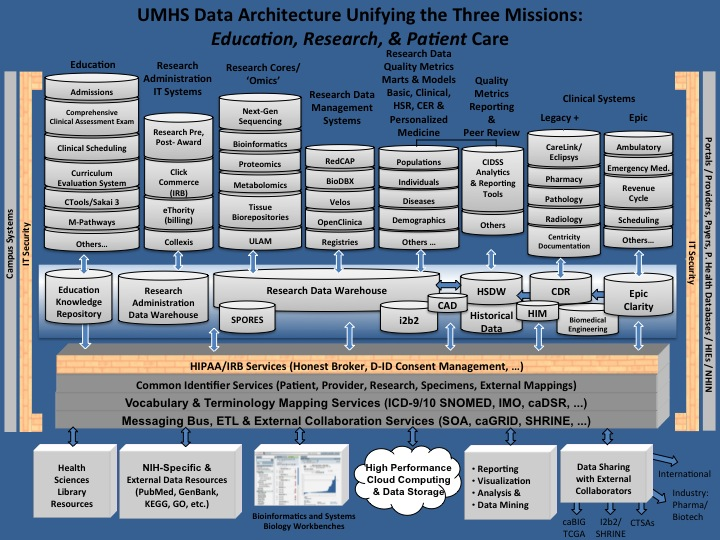 UMHS Data Architecture Unifying the Three Missions:
Education, Research, & Patient Care
Education
Research
Administration
IT Systems
Research Cores/
‘Omics’
Research Data
Management
Systems
Research Data
Quality Metrics
Marts & Models
Basic, Clinical,
HSR, CER &
Personalized
Medicine
Quality
Metrics
Reporting
&
Peer Review
Clinical Systems
Legacy +
Epic
Admissions
Comprehensive
Clinical Assessment Exam
Clinical Scheduling
Curriculum
Evaluation System
CTools/Sakai 3
M-Pathways
Others…
Research Pre,
Post- Award
Click
Commerce
(IRB)
eThority
(billing)
Collexis
Next-Gen
Sequencing
Bioinformatics
Proteomics
Metabolomics
Tissue
Biorepositories
ULAM
RedCAP
BioDBX
Velos
OpenClinica
Registries
Populations
Individuals
Diseases
Demographics
Others …
CIDSS
Analytics
& Reporting
Tools
Others
CareLink/
Eclipsys
Pharmacy
Pathology
Radiology
Centricity
Documentation
Ambulatory
Emergency Med.
Revenue
Cycle
Scheduling
Others…
Campus Systems
IT Security
IT Security
Portals / Providers, Payers, P. Health Databases / HIEs / NHIN
Education
Knowledge
Repository
Research
Administration
Data Warehouse
Research Data Warehouse
SPORES
i2b2
CAD
HSDW
Historical
Data
CDR
HIM
Biomedical
Engineering
Epic
Clarity
HIPAA/IRB Services (Honest Broker, D-ID Consent Management, …)
Common Identifier Services (Patient, Provider, Research, Specimens, External Mappings)
Vocabulary & Terminology Mapping Services (ICD-9/10 SNOMED, IMO, caDSR, ...)
Messaging Bus, ETL & External Collaboration Services (SOA, caGRID, SHRINE, ...)
Health
Sciences
Library
Resources
NIH-Specific &
External Data Resources
(PubMed, GenBank,
KEGG, GO, etc.)
Bioinformatics and Systems
Biology Workbenches
High Performance
Cloud Computing
& Data Storage
• Reporting
• Visualization
• Analysis &
• Data Mining
Data Sharing
with External
Collaborators
International
Industry:
Pharma/
Biotech
caBIG
TCGA
I2b2/
SHRINE
CTSAs